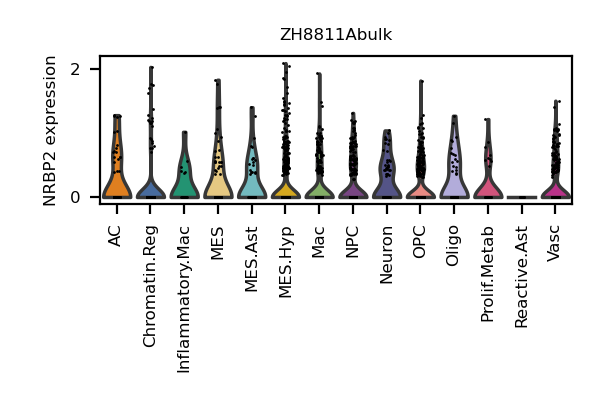 ZH8811Abulk
NRBP2 expression
2
0
AC
Chromatin.Reg
Inflammatory.Mac
MES
MES.Ast
MES.Hyp
Mac
NPC
Neuron
OPC
Oligo
Prolif.Metab
Reactive.Ast
Vasc